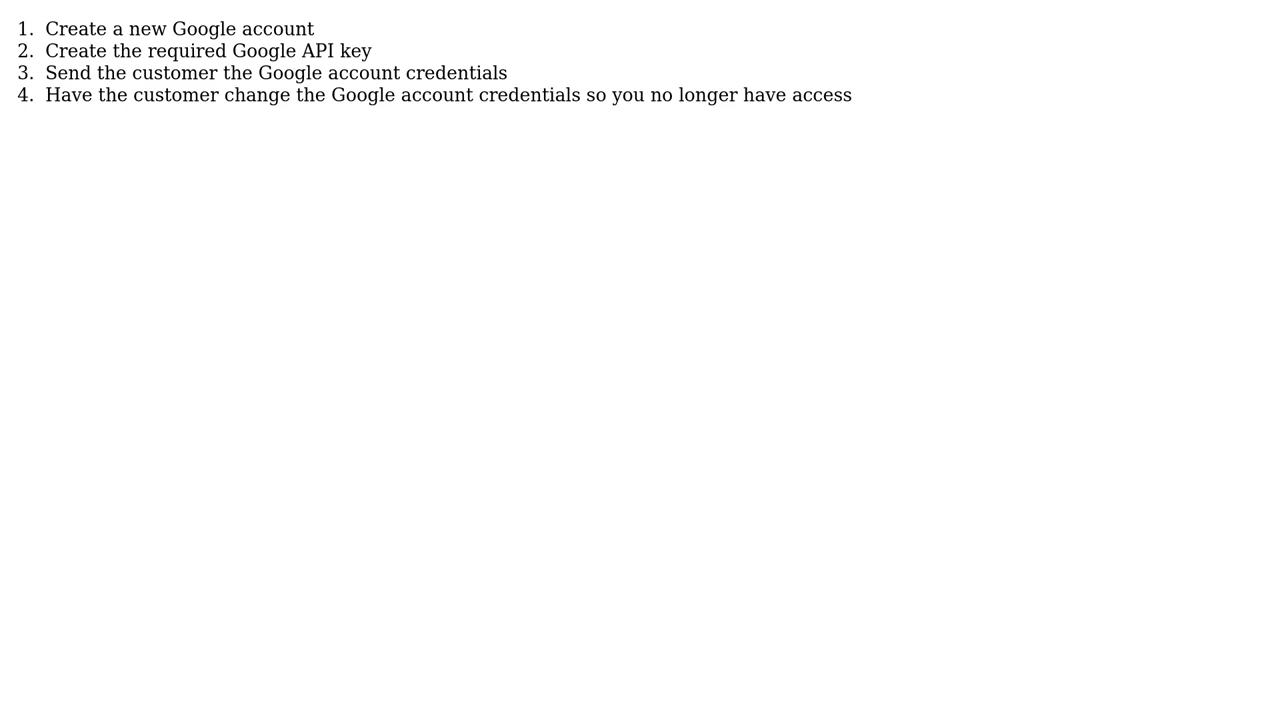 1. Create a new Google account
2. Create the required Google API key
3. Send the customer the Google account credentials
4. Have the customer change the Google account credentials so you no longer have access